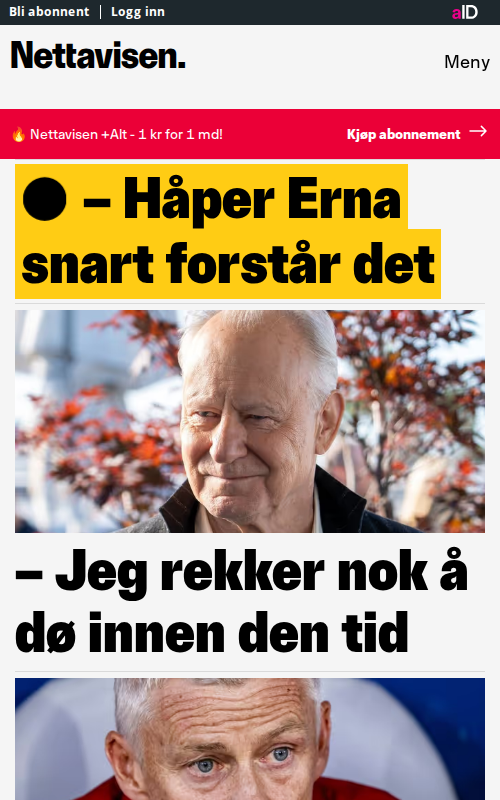 Bli abonnent | Logg inn
aID
Nettavisen.
Meny
🔥 Nettavisen +Alt - 1 kr for 1 md!
Kjøp abonnement →
● – Håper Erna
snart forstår det
– Jeg rekker nok å
dø innen den tid